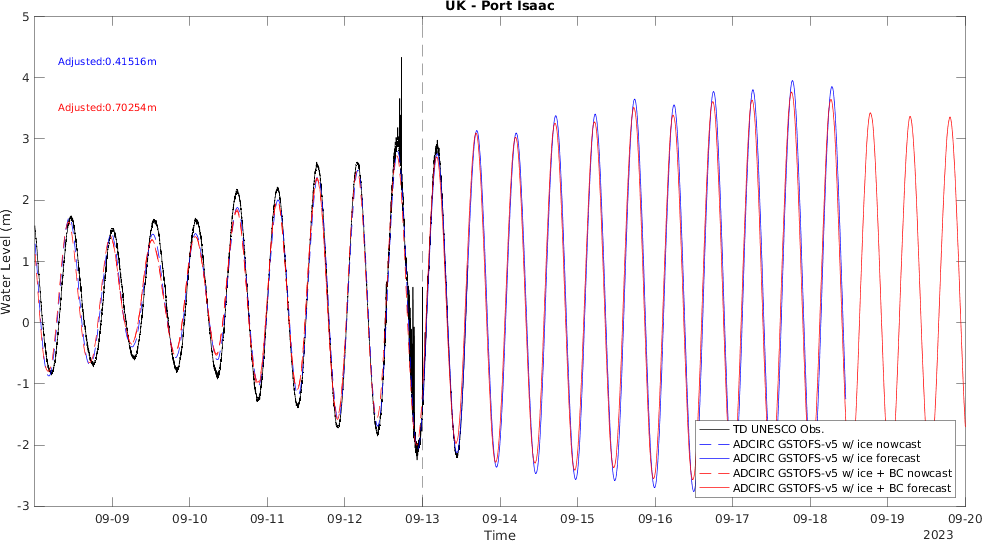 UK - Port Isaac
Adjusted:0.41516m
Adjusted:0.70254m
Water Level (m)
5
4
3
2
1
0
-1
-2
-3
TD UNESCO Obs.
ADCIRC GSTOFS-v5 w/ ice nowcast
ADCIRC GSTOFS-v5 w/ ice forecast
ADCIRC GSTOFS-v5 w/ ice + BC nowcast
ADCIRC GSTOFS-v5 w/ ice + BC forecast
09-09 09-10 09-11 09-12 09-13 09-14 09-15 09-16 09-17 09-18 09-19 09-20
Time
2023